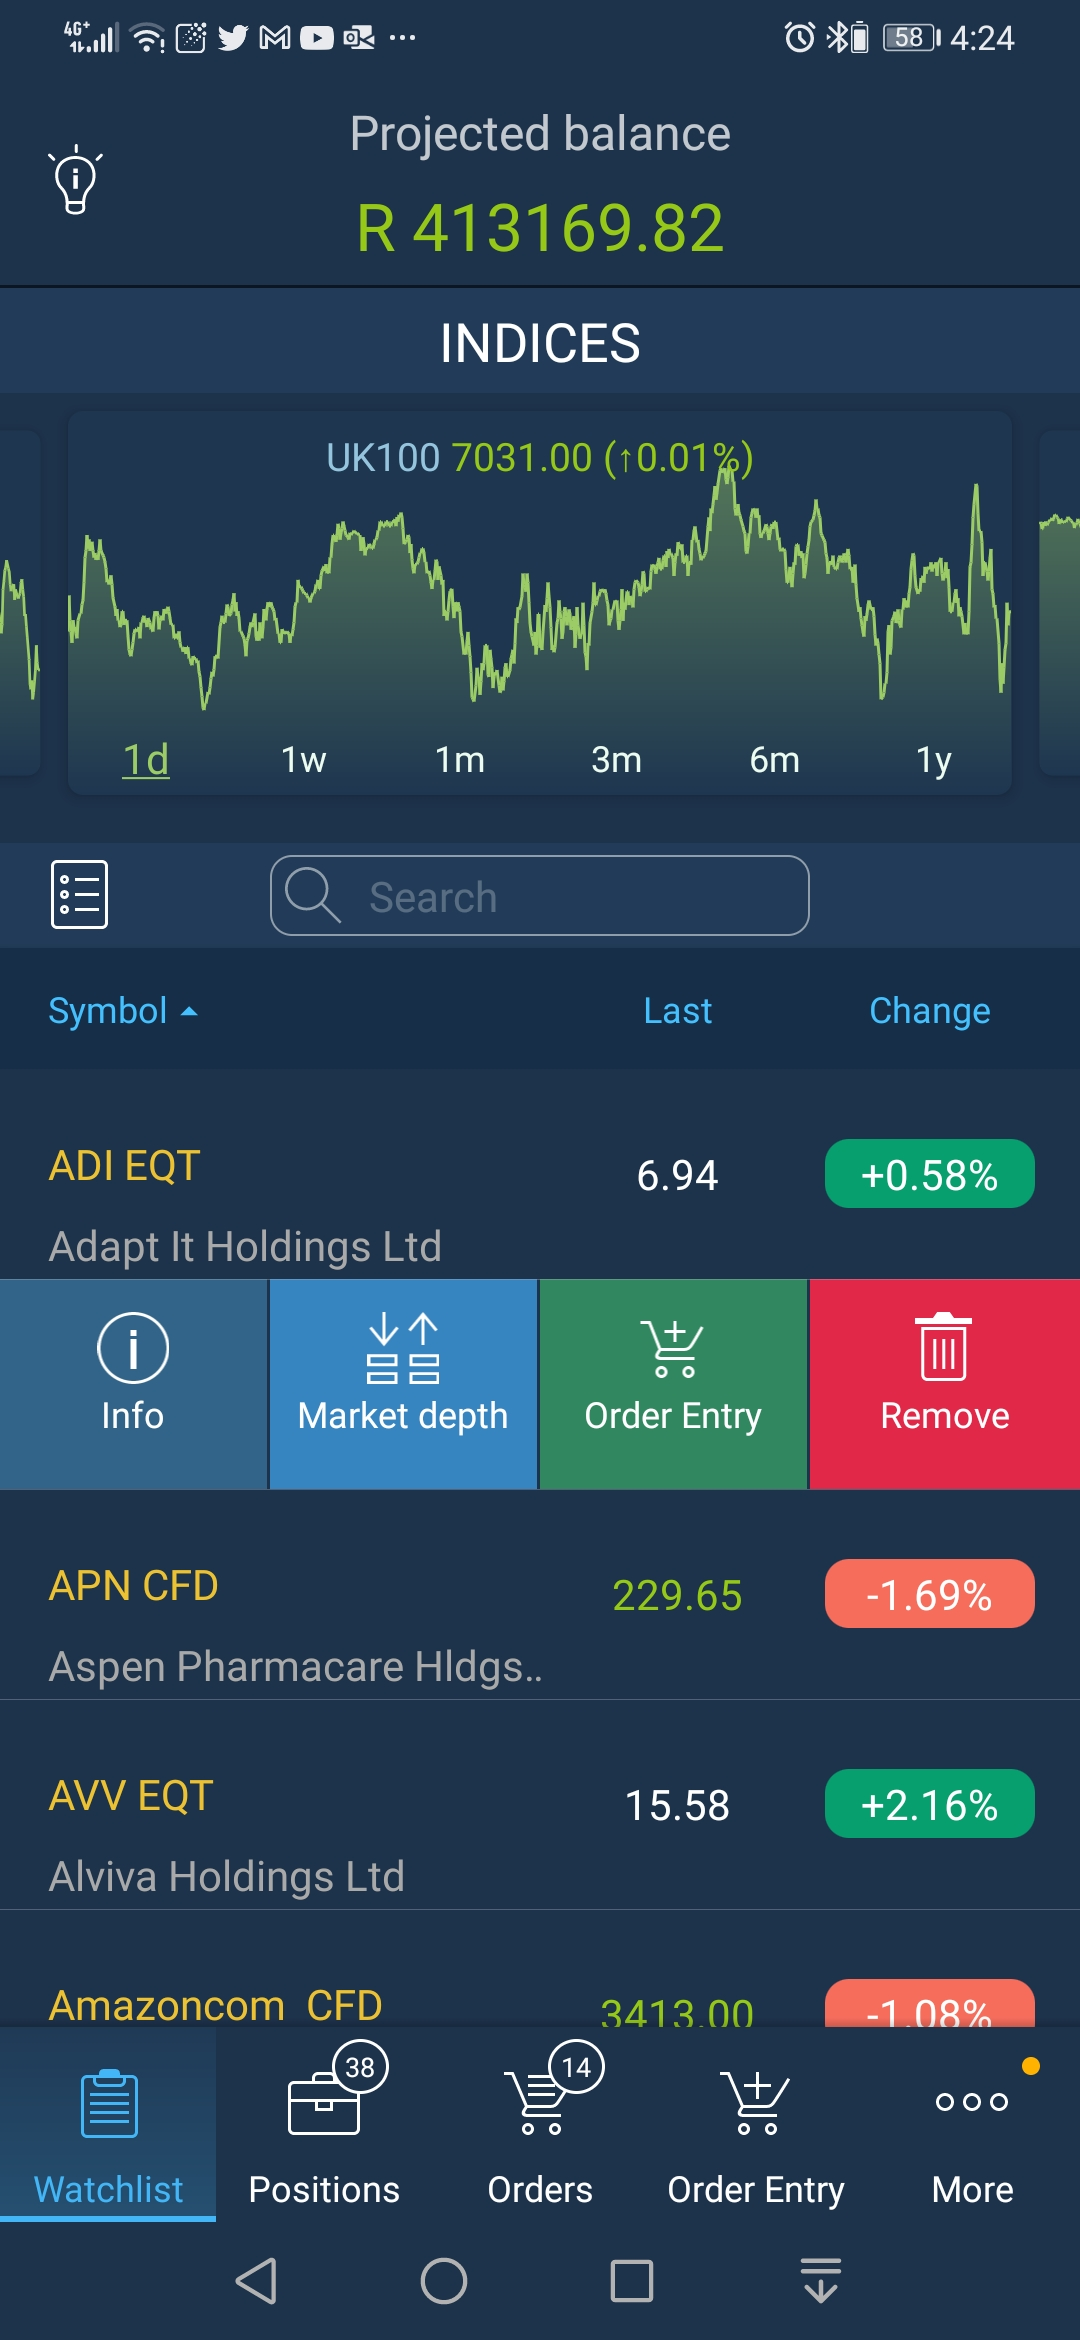 4G+ 58 4:24
Projected balance
R 413169.82
INDICES
UK100 7031.00 (↑0.01%)
1d 1w 1m 3m 6m 1y
Search
Symbol Last Change
ADI EQT 6.94 +0.58%
Adapt It Holdings Ltd
Info Market depth Order Entry Remove
APN CFD 229.65 -1.69%
Aspen Pharmacare Hldgs..
AVV EQT 15.58 +2.16%
Alviva Holdings Ltd
Amazoncom CFD 3413.00 -1.08%
38 14
Watchlist Positions Orders Order Entry More